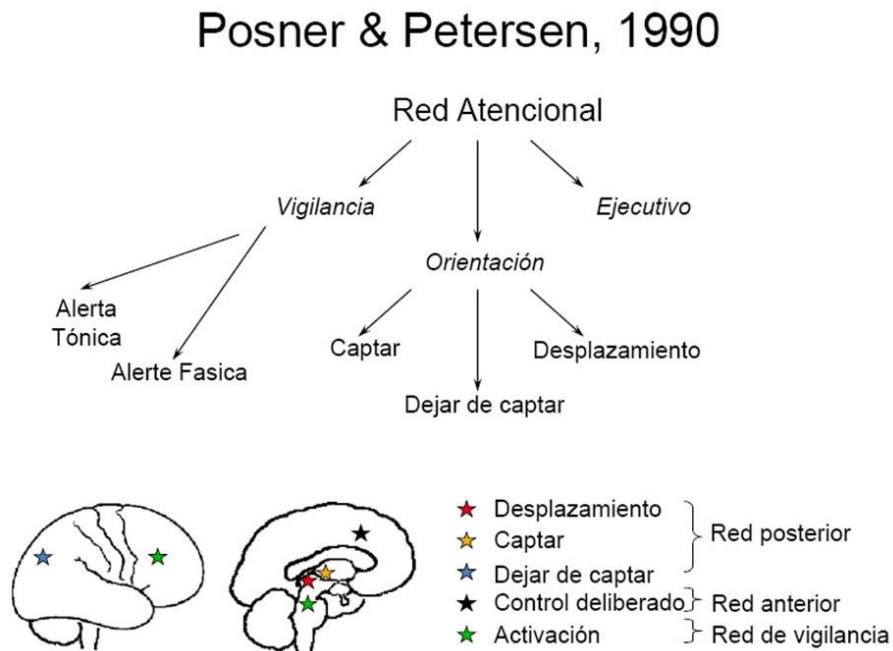 Posner & Petersen, 1990
Red Atencional
Vigilancia
Ejecutivo
Orientación
Alerta
Tónica
Alerte Fasica
Captar
Desplazamiento
Dejar de captar
Desplazamiento
Captar
Red posterior
Dejar de captar
Control deliberado
Red anterior
Activación
Red de vigilancia